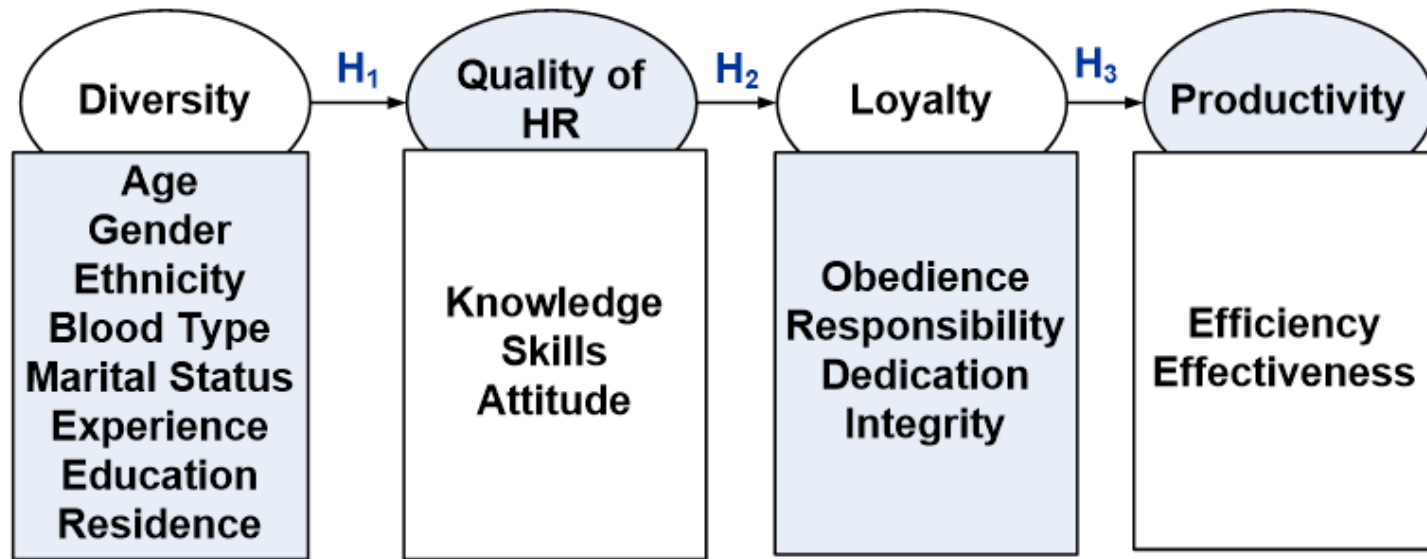 Diversity
H₁
Quality of
HR
H₂
Loyalty
H₃
Productivity
Age
Gender
Ethnicity
Blood Type
Marital Status
Experience
Education
Residence
Knowledge
Skills
Attitude
Obedience
Responsibility
Dedication
Integrity
Efficiency
Effectiveness